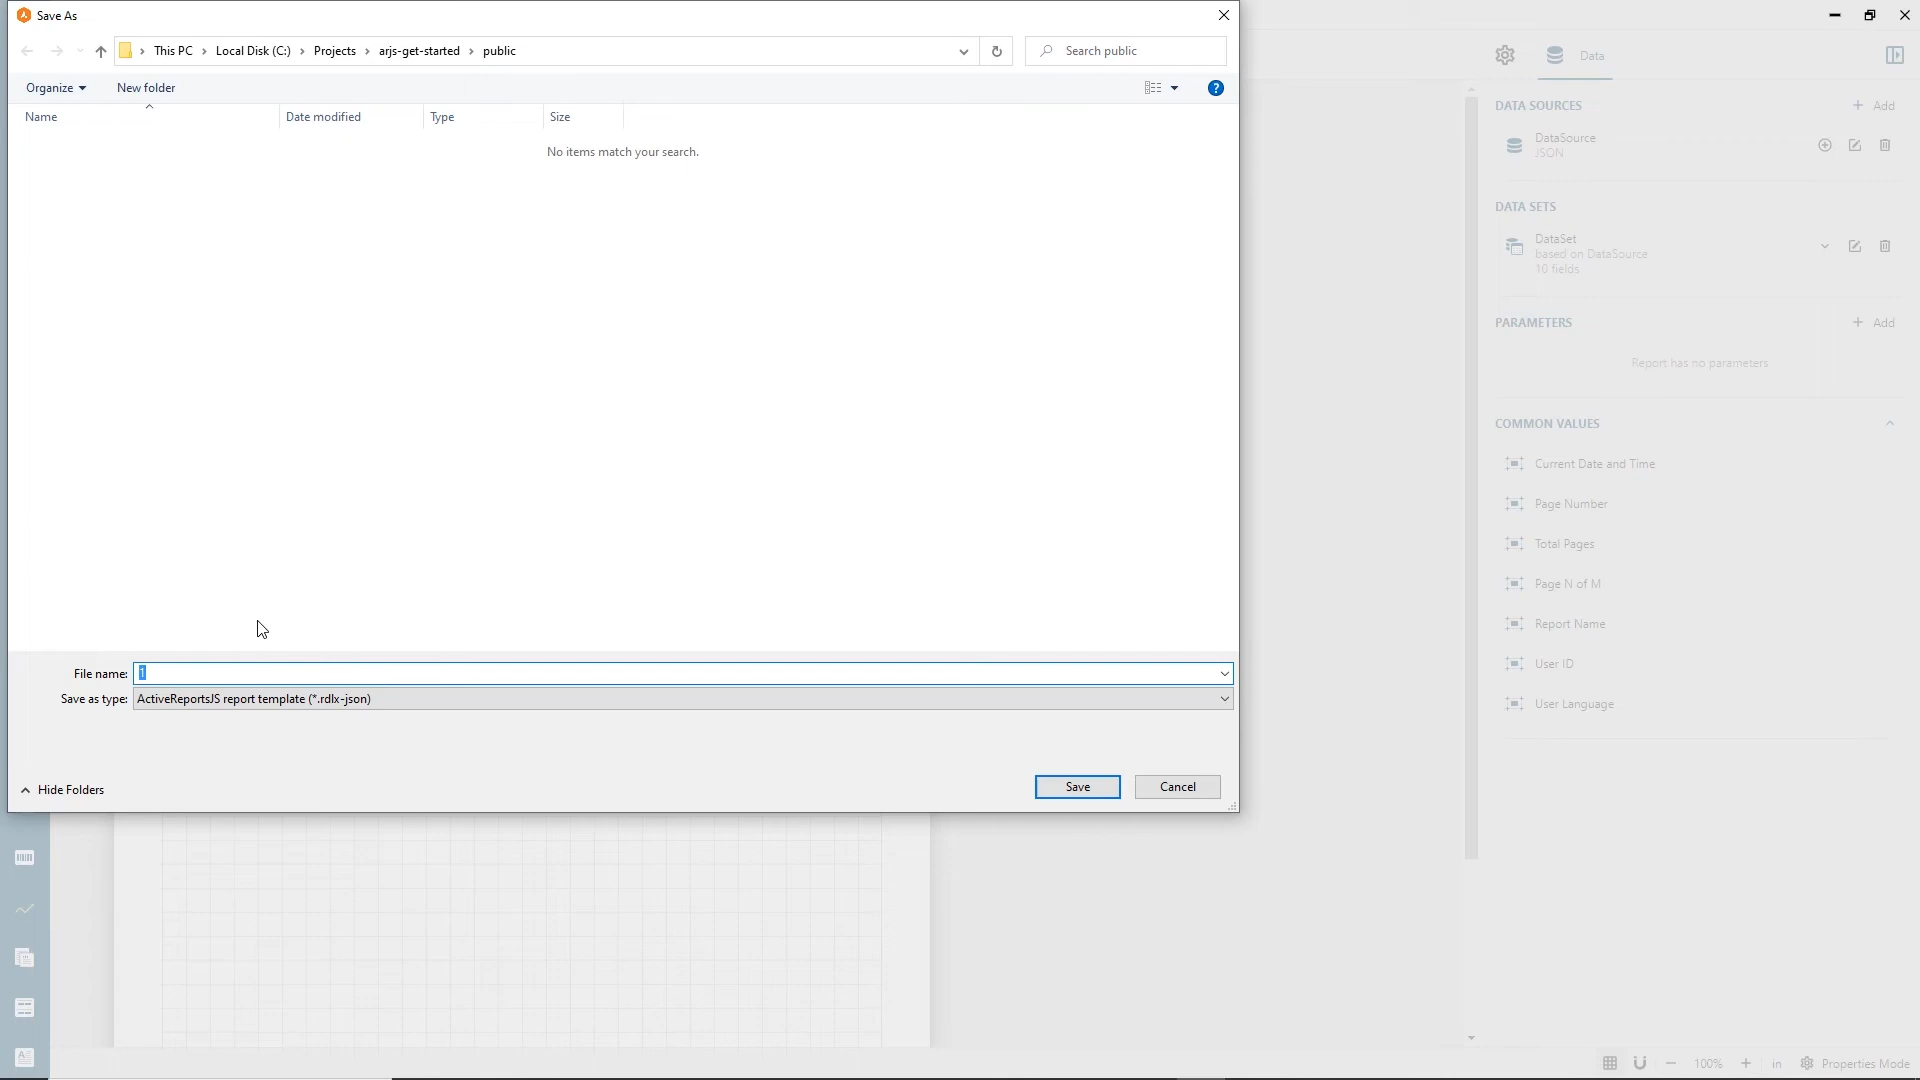 Save As
This PC > Local Disk (C:) > Projects > arjs-get-started > public
Search public
Data
Organize
New folder
?
Name
Date modified
Type
Size
No items match your search.
DATA SOURCES
+ Add
DataSource
JSON
DATA SETS
DataSet
based on DataSource
10 fields
PARAMETERS
+ Add
Report has no parameters
COMMON VALUES
Current Date and Time
Page Number
Total Pages
Page N of M
Report Name
User ID
User Language
File name: 1
Save as type: ActiveReportsJS report template (*.rdlx-json)
Hide Folders
Save
Cancel
100%
in
Properties Mode